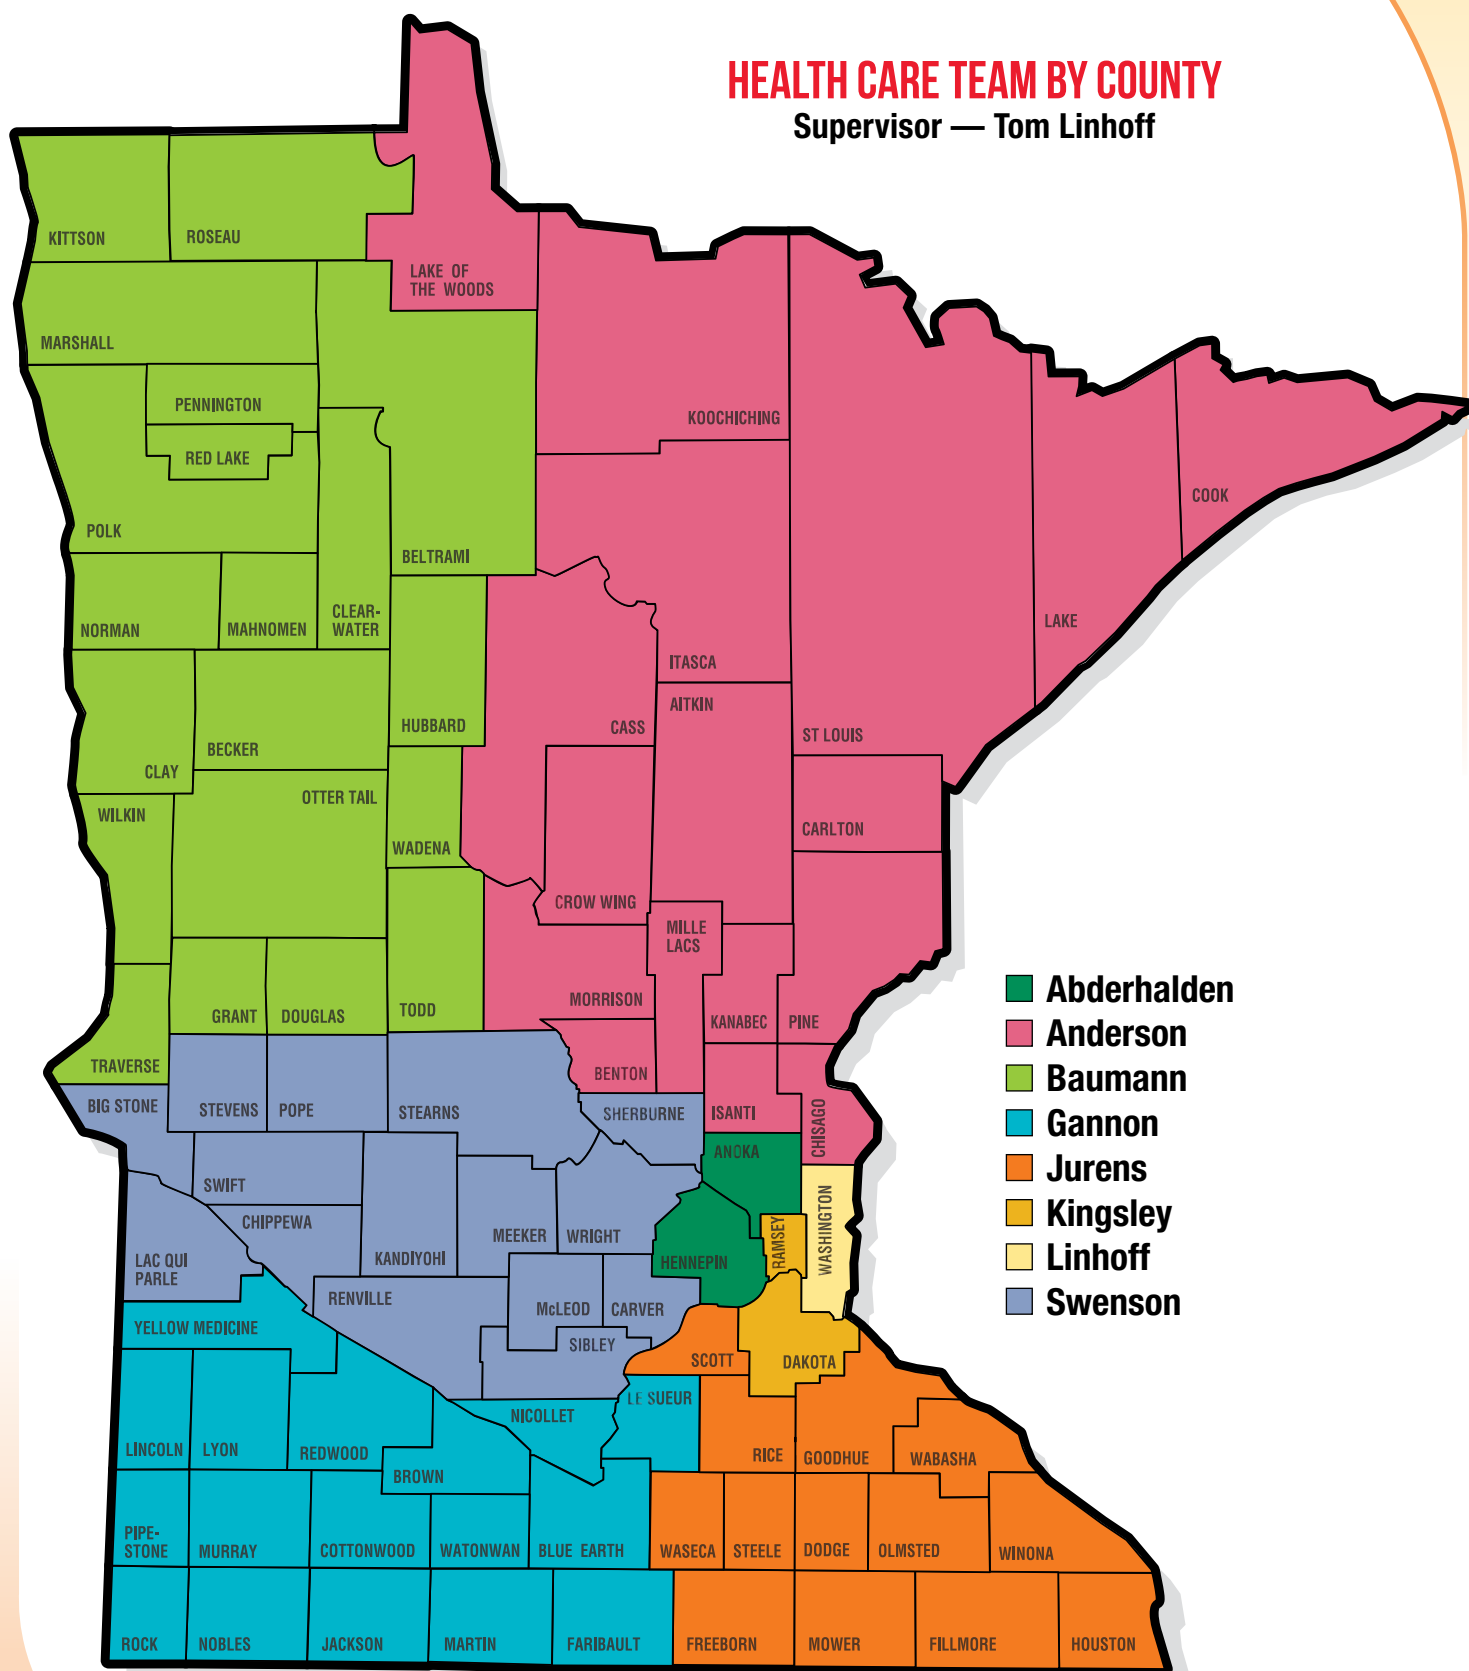 HEALTH CARE TEAM BY COUNTY
Supervisor — Tom Linhoff
KITTSON
ROSEAU
LAKE OF
THE WOODS
MARSHALL
PENNINGTON
RED LAKE
KOOCHICHING
COOK
POLK
BELTRAMI
NORMAN
MAHNOMEN
CLEAR-
WATER
LAKE
ITASCA
AITKIN
HUBBARD
CASS
ST LOUIS
BECKER
CLAY
OTTER TAIL
WILKIN
WADENA
CARLTON
CROW WING
MILLE
LACS
MORRISON
KANABEC
PINE
GRANT
DOUGLAS
TODD
TRAVERSE
BENTON
BIG STONE
STEVENS
POPE
STEARNS
SHERBURNE
ISANTI
CHISAGO
ANOKA
SWIFT
CHIPPEWA
KANDIYOHI
MEEKER
WRIGHT
HENNEPIN
RAMSEY
WASHINGTON
LAC QUI
PARLE
RENVILLE
McLEOD
CARVER
YELLOW MEDICINE
SIBLEY
SCOTT
DAKOTA
LE SUEUR
NICOLLET
LINCOLN
LYON
REDWOOD
BROWN
RICE
GOODHUE
WABASHA
PIPE-
STONE
MURRAY
COTTONWOOD
WATONWAN
BLUE EARTH
WASECA
STEELE
DODGE
OLMSTED
WINONA
ROCK
NOBLES
JACKSON
MARTIN
FARIBAULT
FREEBORN
MOWER
FILLMORE
HOUSTON
Abderhalden
Anderson
Baumann
Gannon
Jurens
Kingsley
Linhoff
Swenson